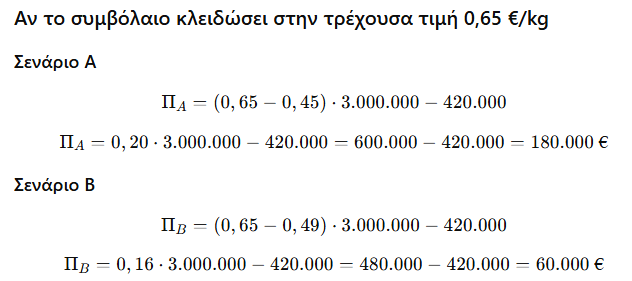 Αν το συμβόλαιο κλειδώσει στην τρέχουσα τιμή 0,65 €/kg
Σενάριο Α
Π_A = (0,65 − 0,45) · 3.000.000 − 420.000
Π_A = 0,20 · 3.000.000 − 420.000 = 600.000 − 420.000 = 180.000 €
Σενάριο Β
Π_B = (0,65 − 0,49) · 3.000.000 − 420.000
Π_B = 0,16 · 3.000.000 − 420.000 = 480.000 − 420.000 = 60.000 €